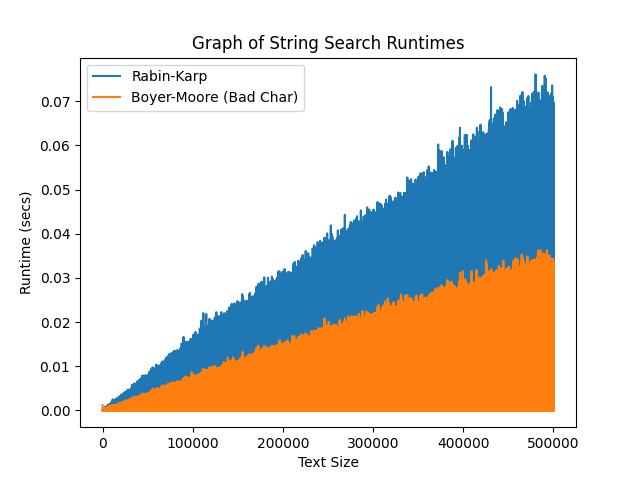 Graph of String Search Runtimes
Rabin-Karp
Boyer-Moore (Bad Char)
0.07
0.06
0.05
0.04
0.03
0.02
0.01
0.00
Runtime (secs)
0 100000 200000 300000 400000 500000
Text Size